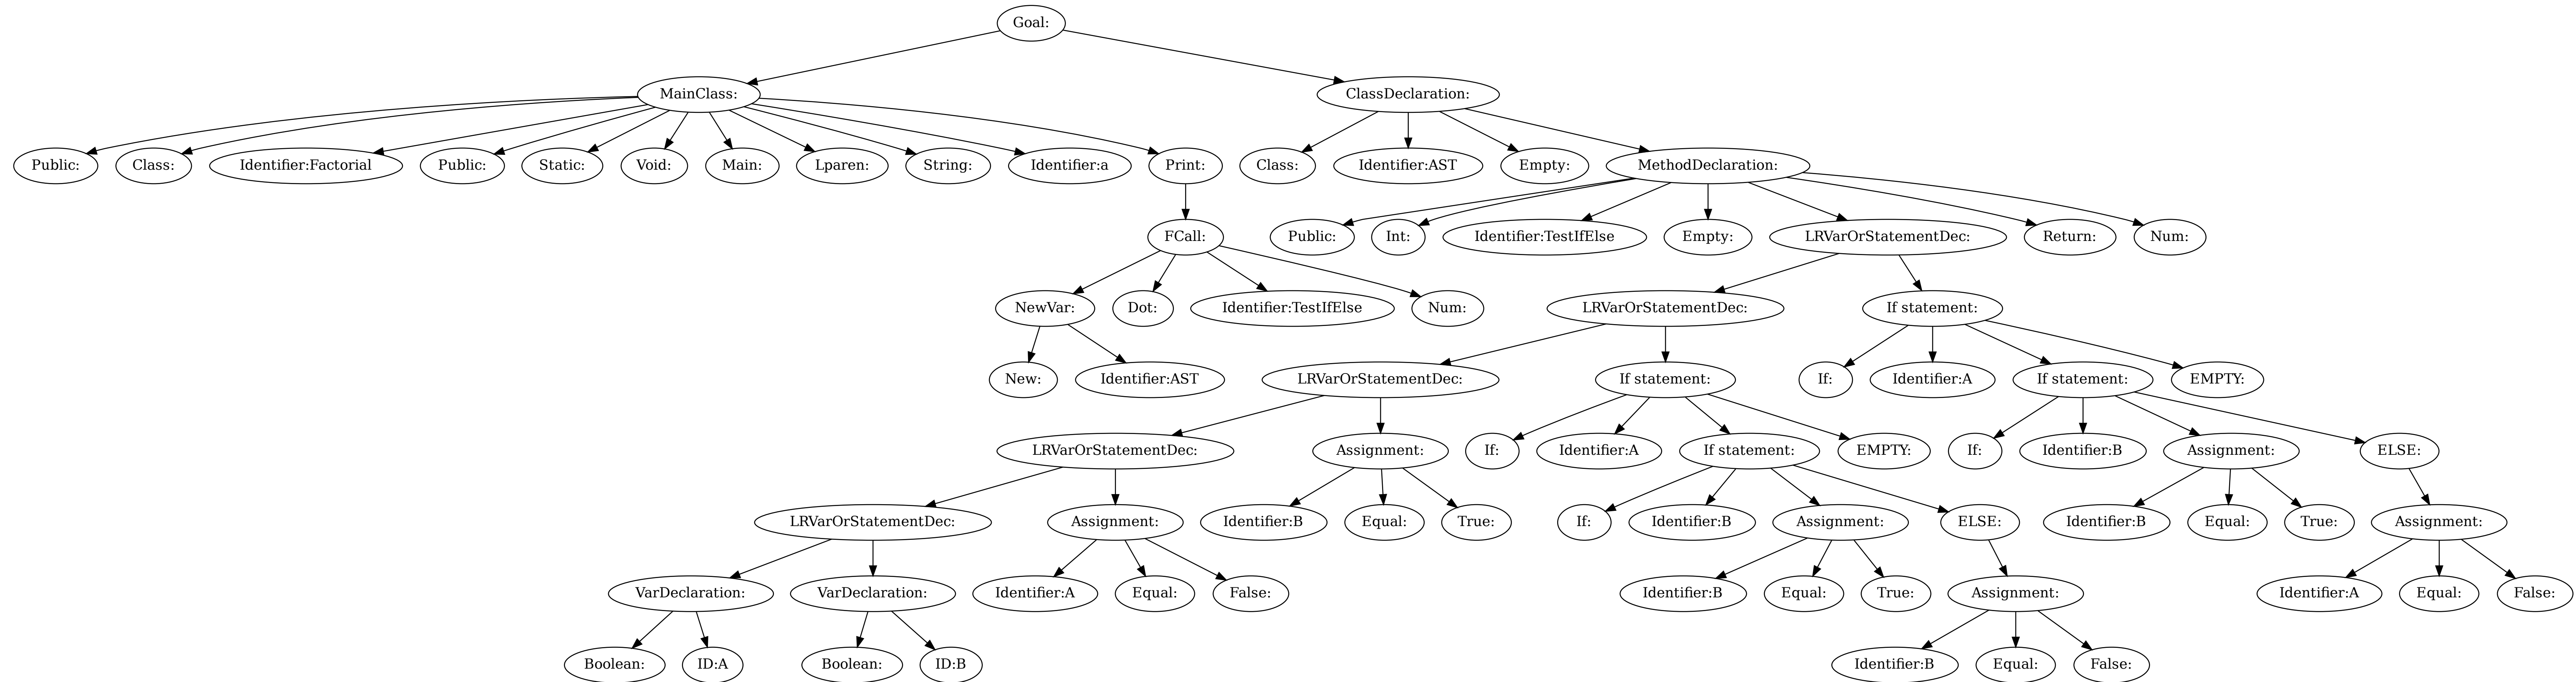 Goal:
MainClass:
ClassDeclaration:
Public:
Class:
Identifier:Factorial
Public:
Static:
Void:
Main:
Lparen:
String:
Identifier:a
Print:
Class:
Identifier:AST
Empty:
MethodDeclaration:
FCall:
Public:
Int:
Identifier:TestIfElse
Empty:
LRVarOrStatementDec:
Return:
Num:
NewVar:
Dot:
Identifier:TestIfElse
Num:
LRVarOrStatementDec:
If statement:
New:
Identifier:AST
LRVarOrStatementDec:
If statement:
If:
Identifier:A
If statement:
EMPTY:
LRVarOrStatementDec:
Assignment:
If:
Identifier:A
If statement:
EMPTY:
If:
Identifier:B
Assignment:
ELSE:
LRVarOrStatementDec:
Assignment:
Identifier:B
Equal:
True:
If:
Identifier:B
Assignment:
ELSE:
Identifier:B
Equal:
True:
Assignment:
VarDeclaration:
VarDeclaration:
Identifier:A
Equal:
False:
Identifier:B
Equal:
True:
Assignment:
Identifier:A
Equal:
False:
Boolean:
ID:A
Boolean:
ID:B
Identifier:B
Equal:
False: